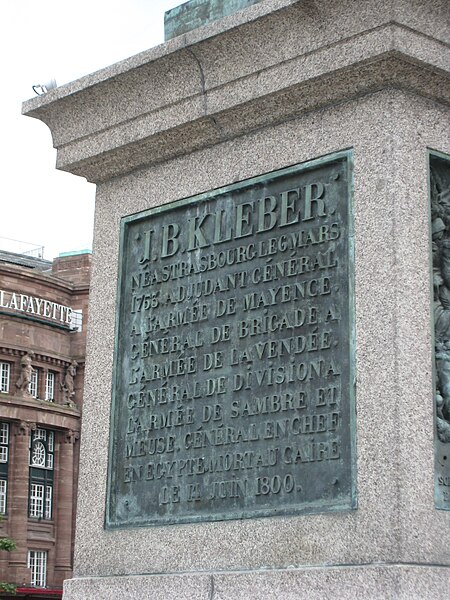 LAFAYETTE
J.B. KLEBER.
NÉ A STRASBOURG LE 6 MARS
1753. ADJUDANT GÉNÉRAL
A L'ARMÉE DE MAYENCE.
GÉNÉRAL DE BRIGADE A
L'ARMÉE DE LA VENDÉE.
GÉNÉRAL DE DIVISION A
L'ARMÉE DE SAMBRE ET
MEUSE. GÉNÉRAL EN CHEF
EN EGYPTE. MORT AU CAIRE
LE 14 JUIN 1800.